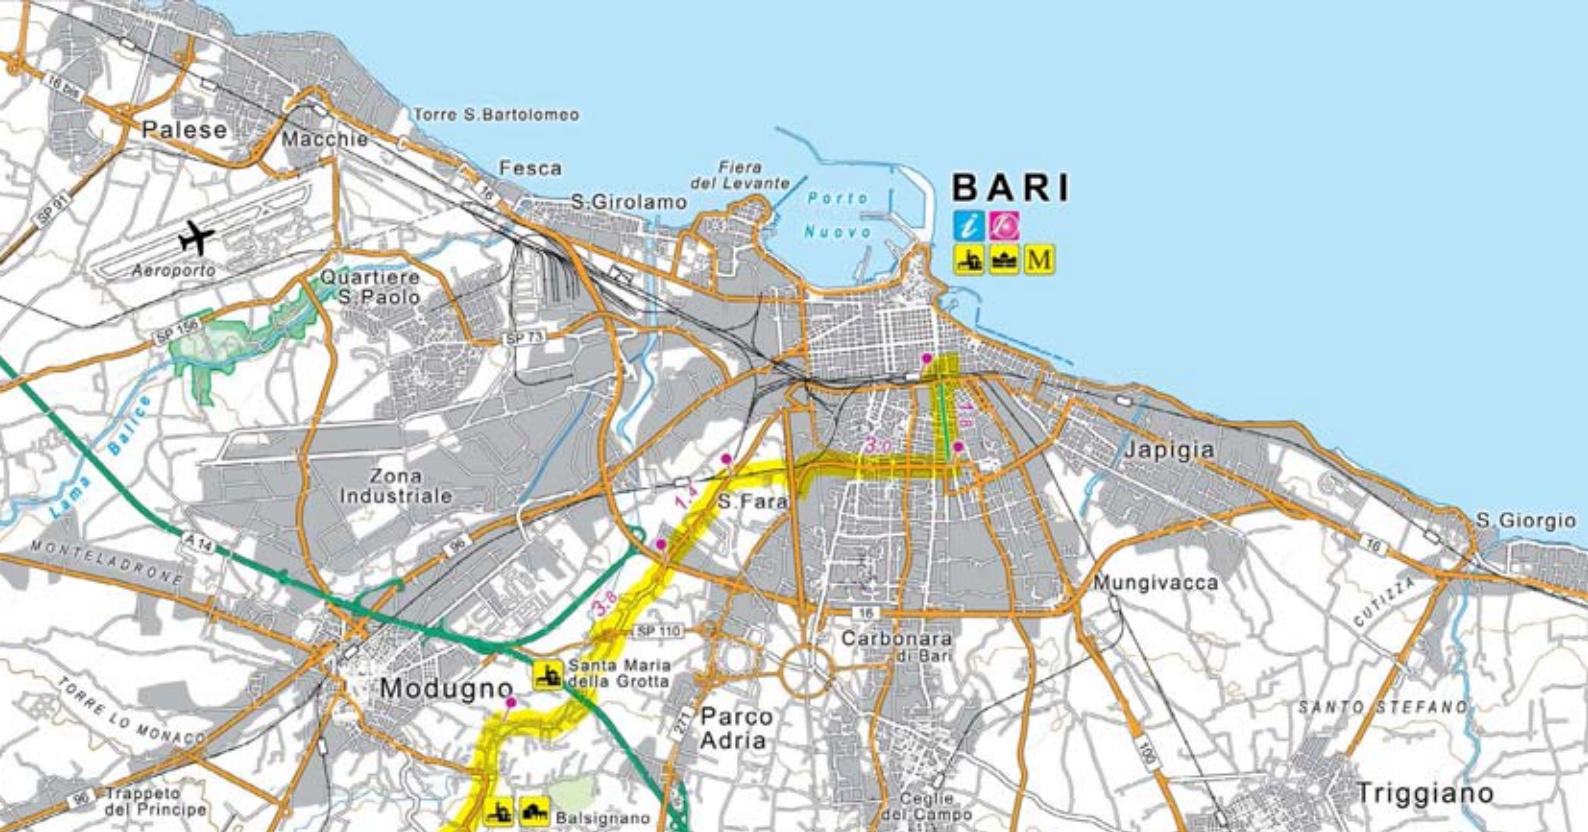 Torre S.Bartolomeo
16 bis
Palese
Macchie
Fesca
Fiera
del Levante
BARI
16
S.Girolamo
Porto
Nuovo
i
M
SP 91
Aeroporto
Quartiere
S.Paolo
SP 156
SP 73
1.8
Lama Balice
3.0
Japigia
Zona
Industriale
1.4
S.Fara
S Giorgio
A 14
96
16
MONTELADRONE
Mungivacca
CUTIZZA
3.8
16
SP 110
Carbonara
di Bari
Santa Maria
della Grotta
Modugno
TORRE LO MONACO
Parco
Adria
271
SANTO STEFANO
100
96
Trappeto
del Principe
Balsignano
Ceglie
del Campo
Triggiano